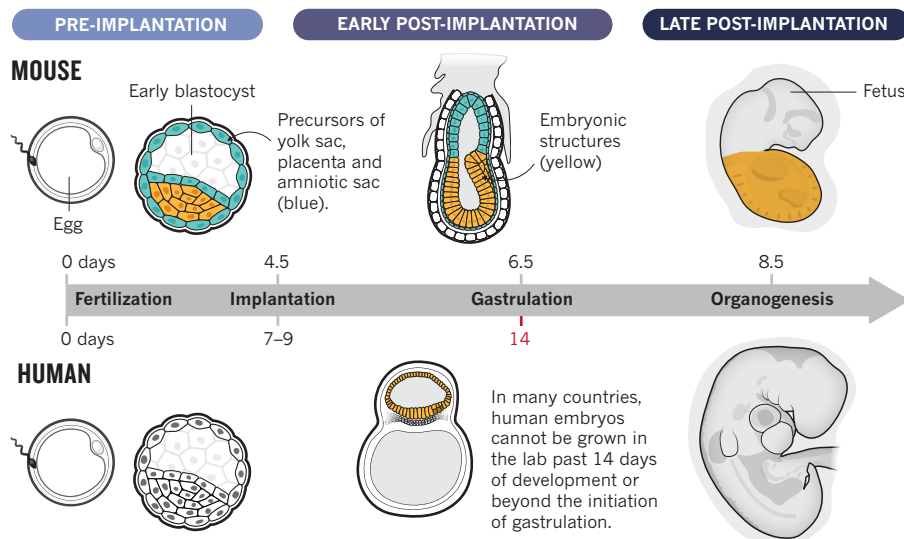 PRE-IMPLANTATION
EARLY POST-IMPLANTATION
LATE POST-IMPLANTATION
MOUSE
Early blastocyst
Egg
Precursors of
yolk sac,
placenta and
amniotic sac
(blue).
Embryonic
structures
(yellow)
Fetus
0 days
4.5
6.5
8.5
Fertilization
Implantation
Gastrulation
Organogenesis
0 days
7–9
14
HUMAN
In many countries,
human embryos
cannot be grown in
the lab past 14 days
of development or
beyond the initiation
of gastrulation.